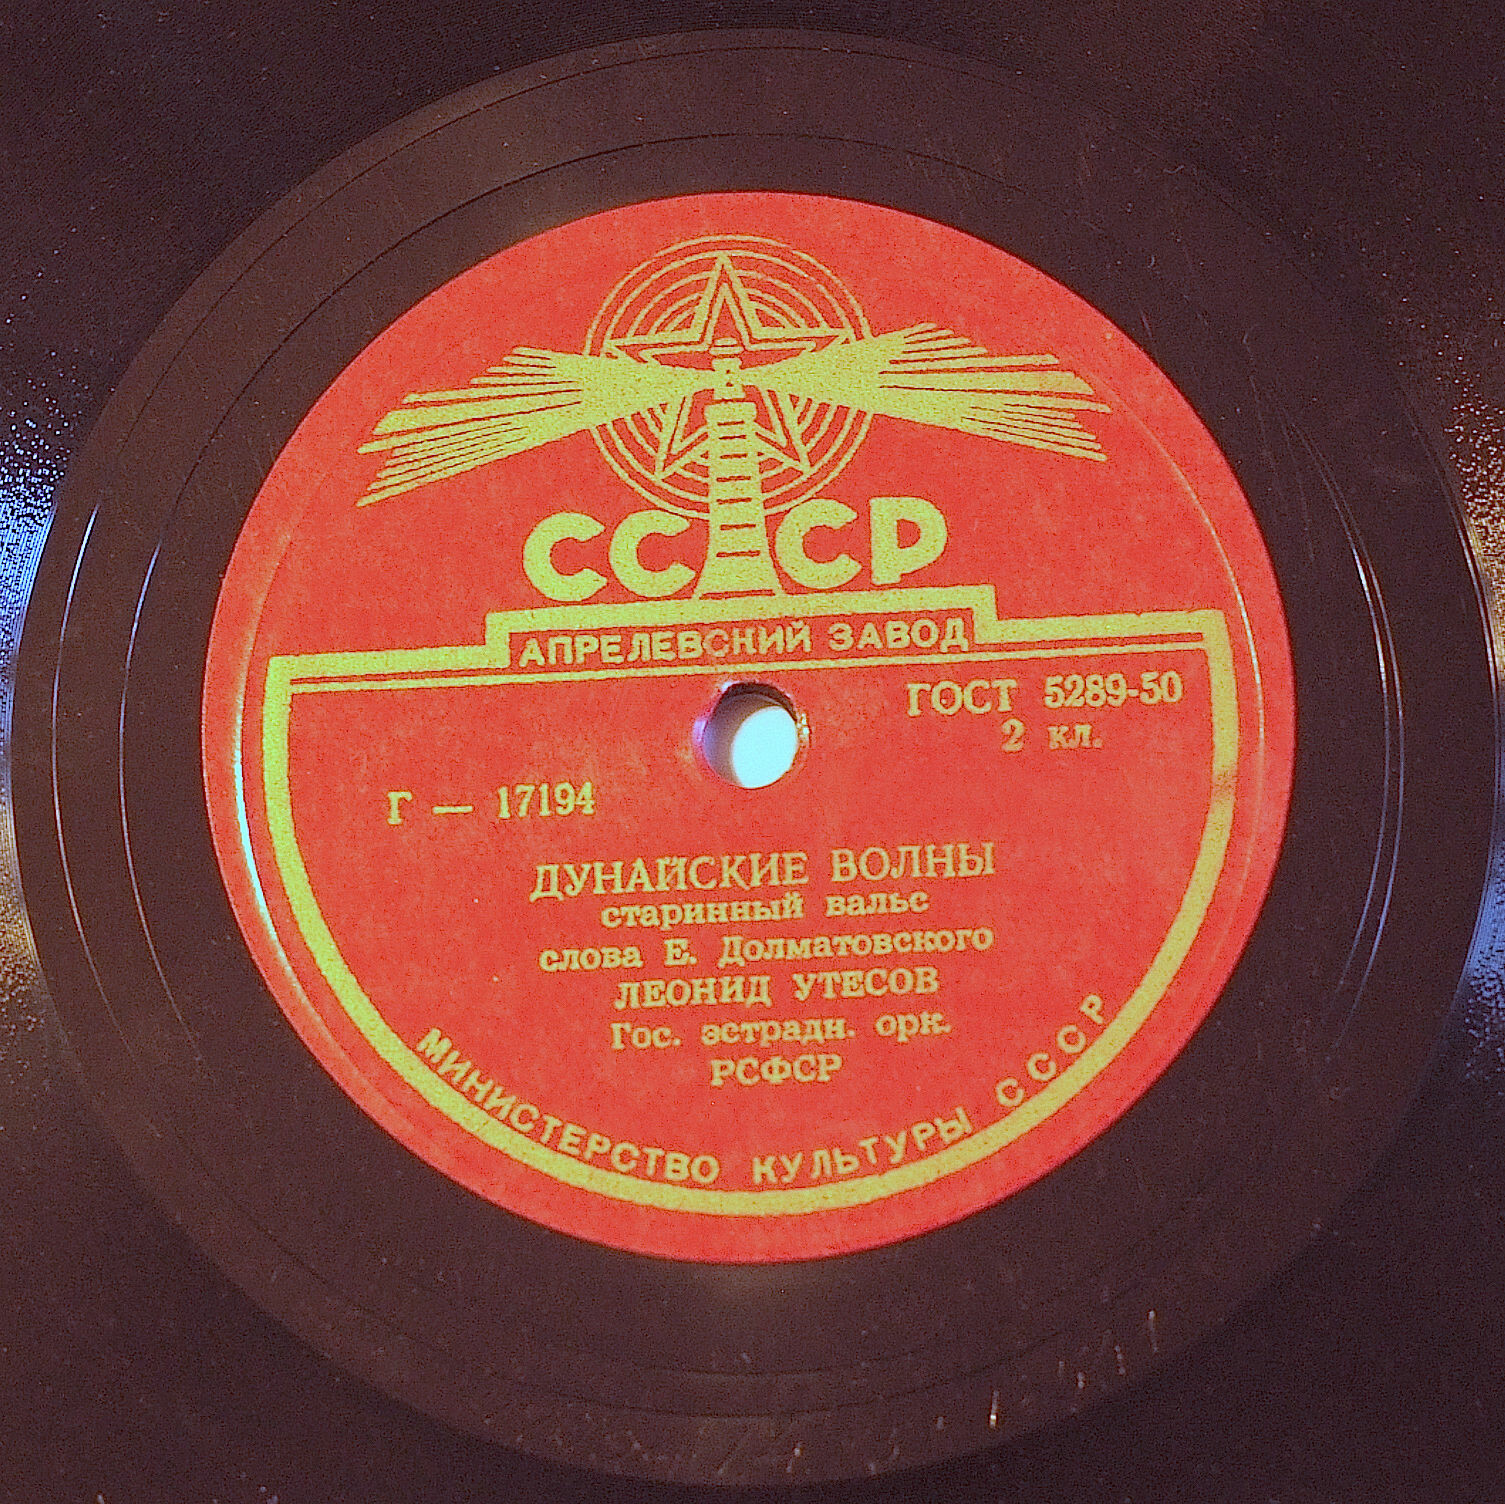 СССР
АПРЕЛЕВСКИЙ ЗАВОД
ГОСТ 5289-50
2 кл.
Г — 17194
ДУНАЙСКИЕ ВОЛНЫ
старинный вальс
слова Е. Долматовского
ЛЕОНИД УТЕСОВ
Гос. эстрадн. орк.
РСФСР
МИНИСТЕРСТВО КУЛЬТУРЫ СССР